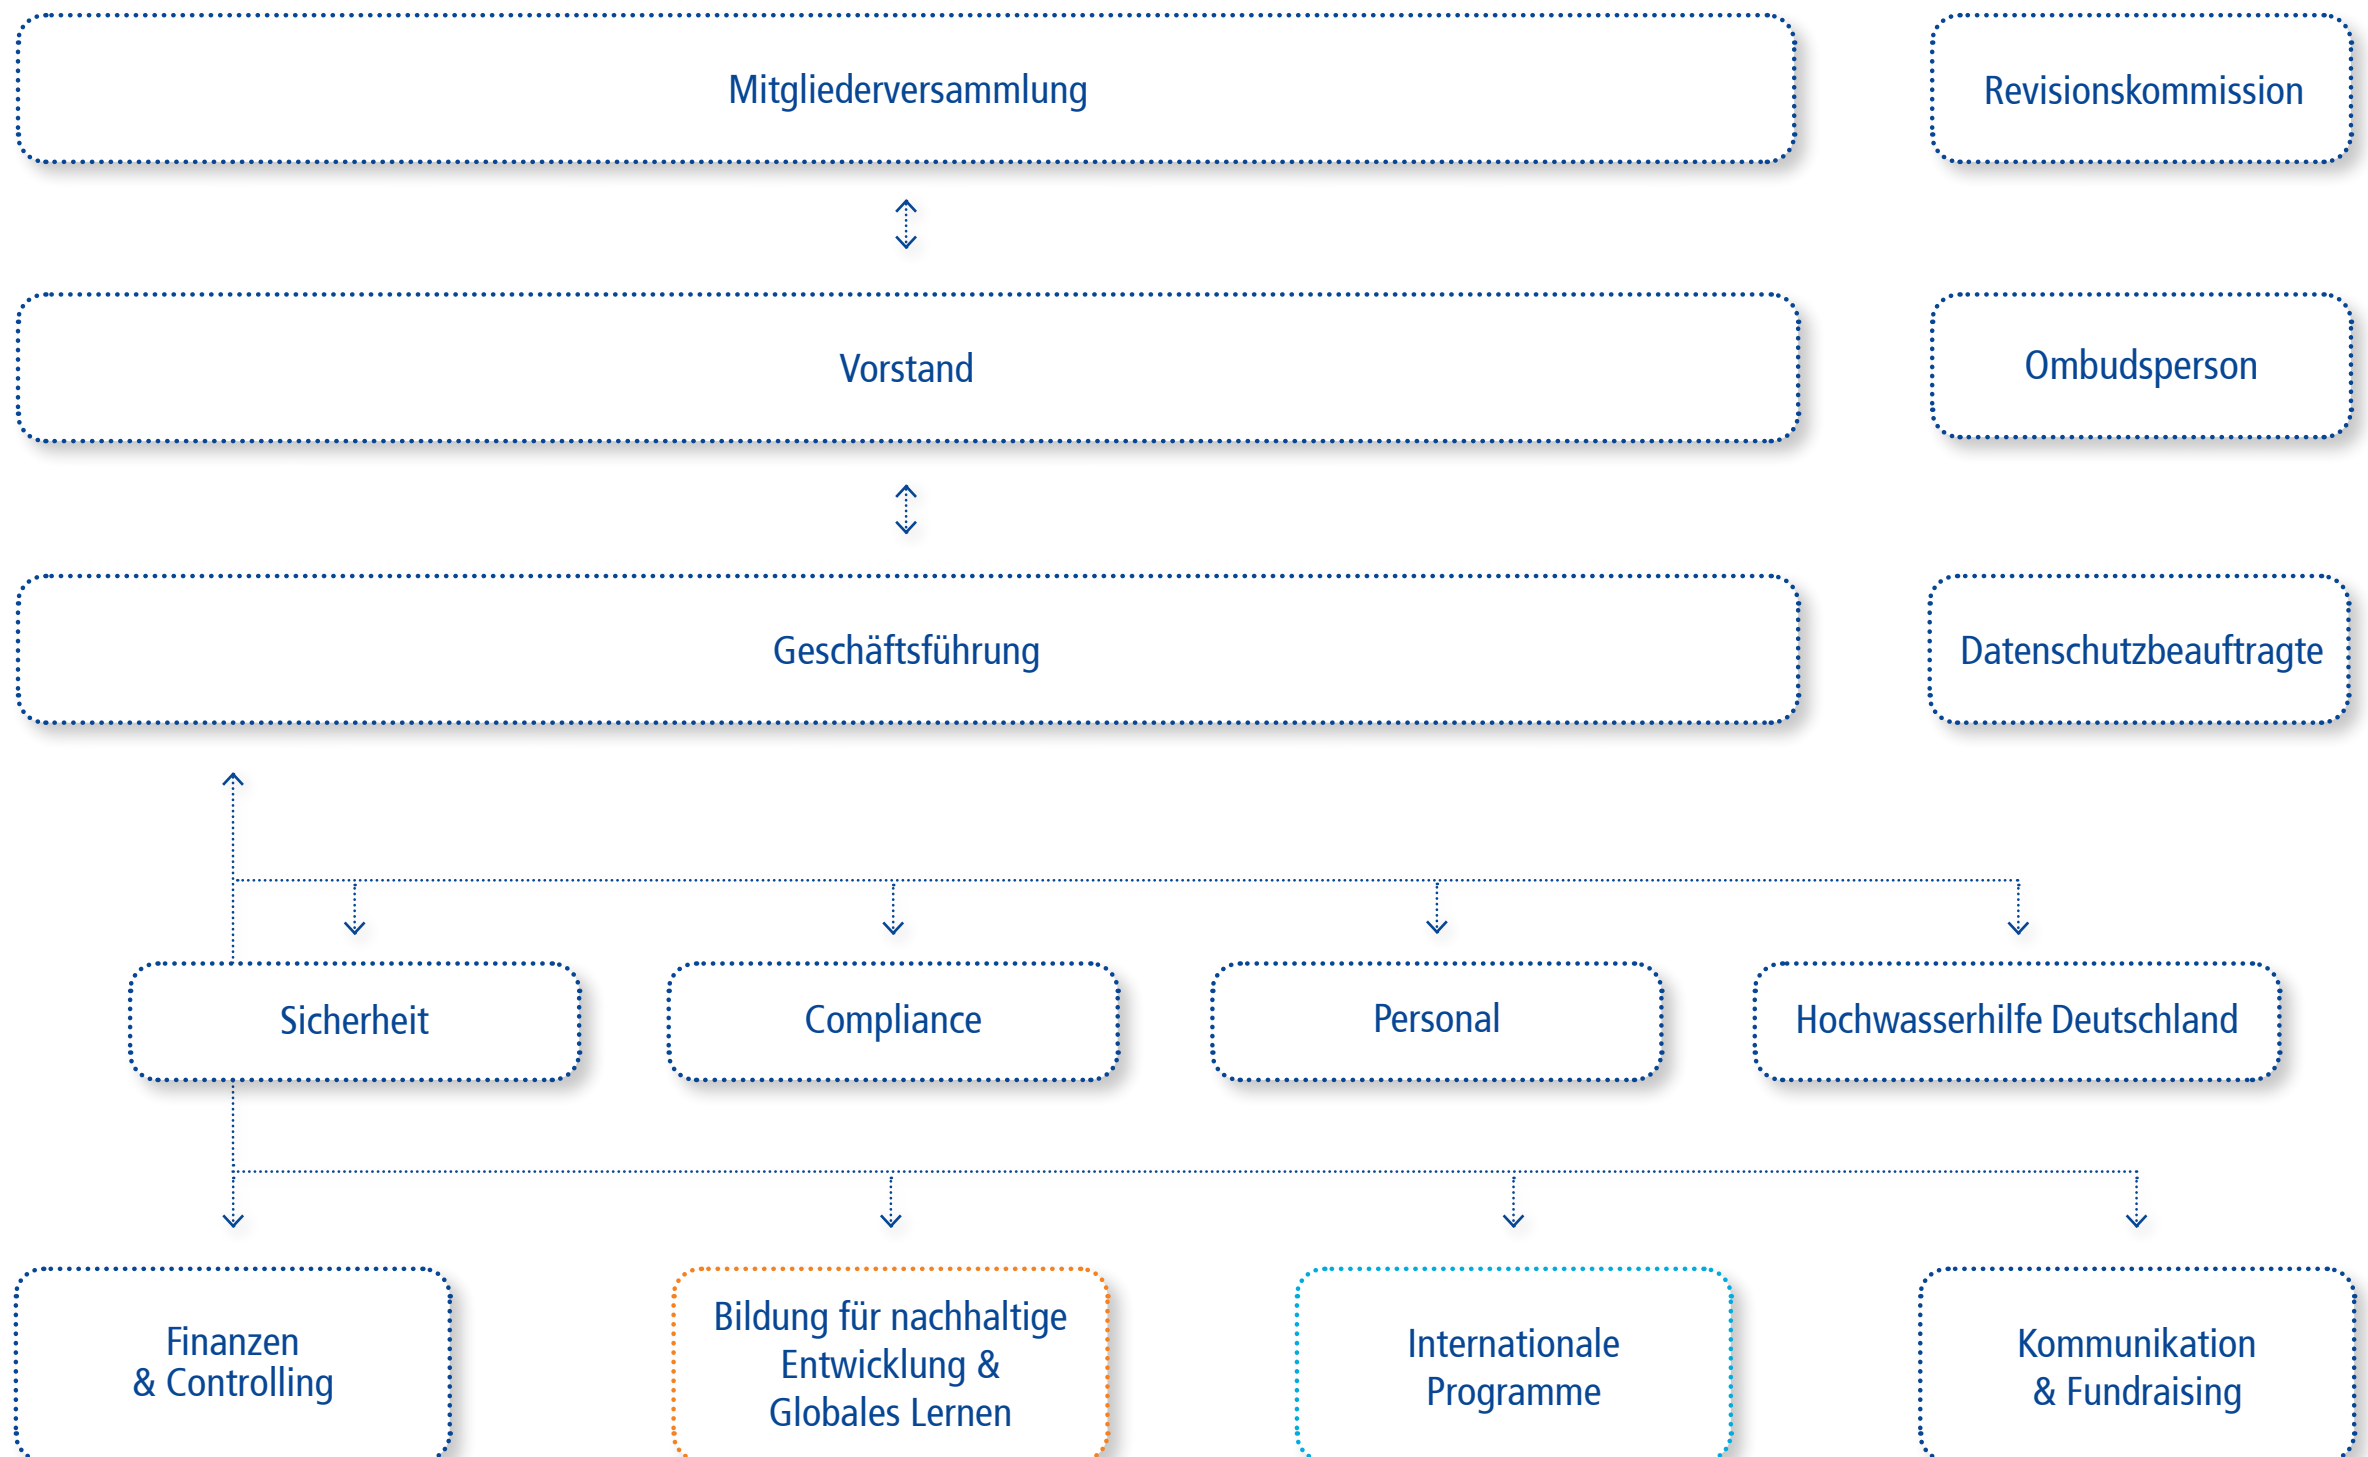 Mitgliederversammlung
Revisionskommission
Vorstand
Ombudsperson
Geschäftsführung
Datenschutzbeauftragte
Sicherheit
Compliance
Personal
Hochwasserhilfe Deutschland
Finanzen
& Controlling
Bildung für nachhaltige
Entwicklung &
Globales Lernen
Internationale
Programme
Kommunikation
& Fundraising